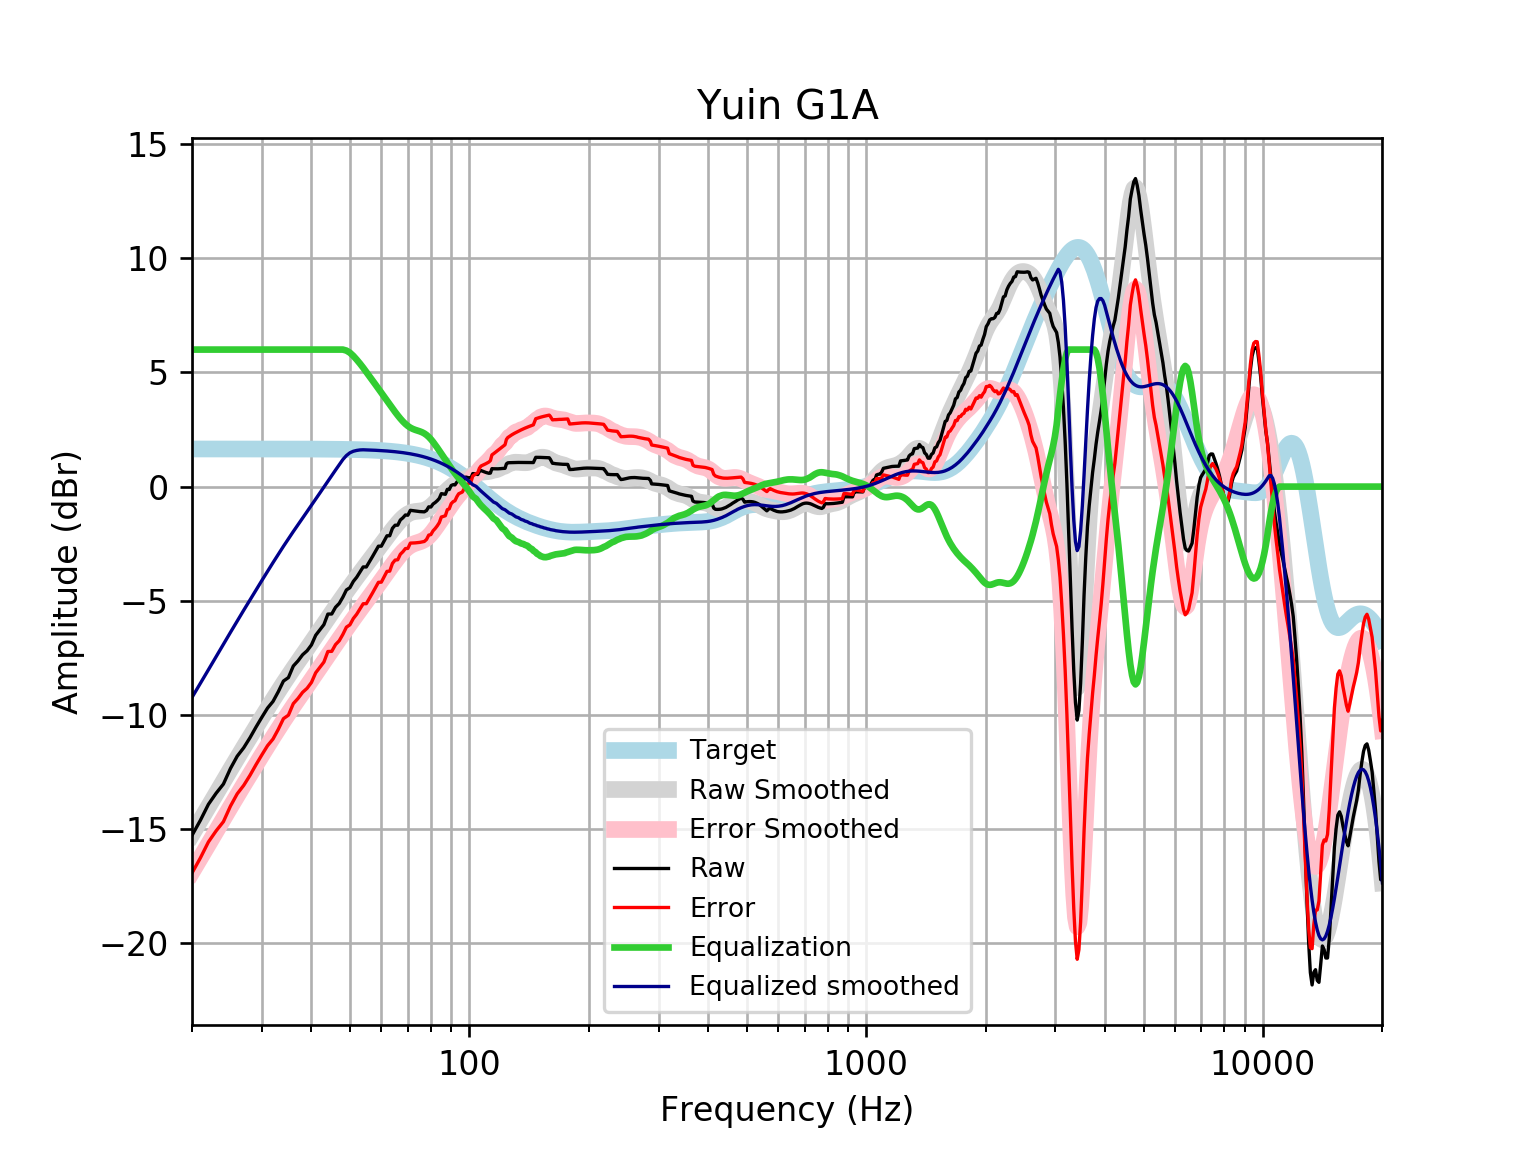 Yuin G1A
15
10
5
0
−5
−10
−15
−20
Amplitude (dBr)
Target
Raw Smoothed
Error Smoothed
Raw
Error
Equalization
Equalized smoothed
100
1000
10000
Frequency (Hz)